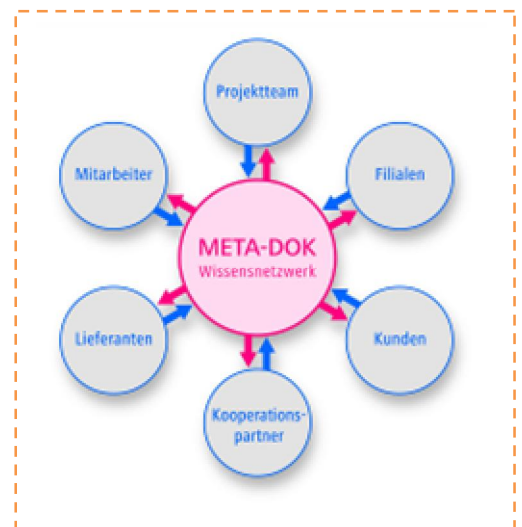 Projektteam
Mitarbeiter
Filialen
META-DOK
Wissensnetzwerk
Lieferanten
Kunden
Kooperations-
partner